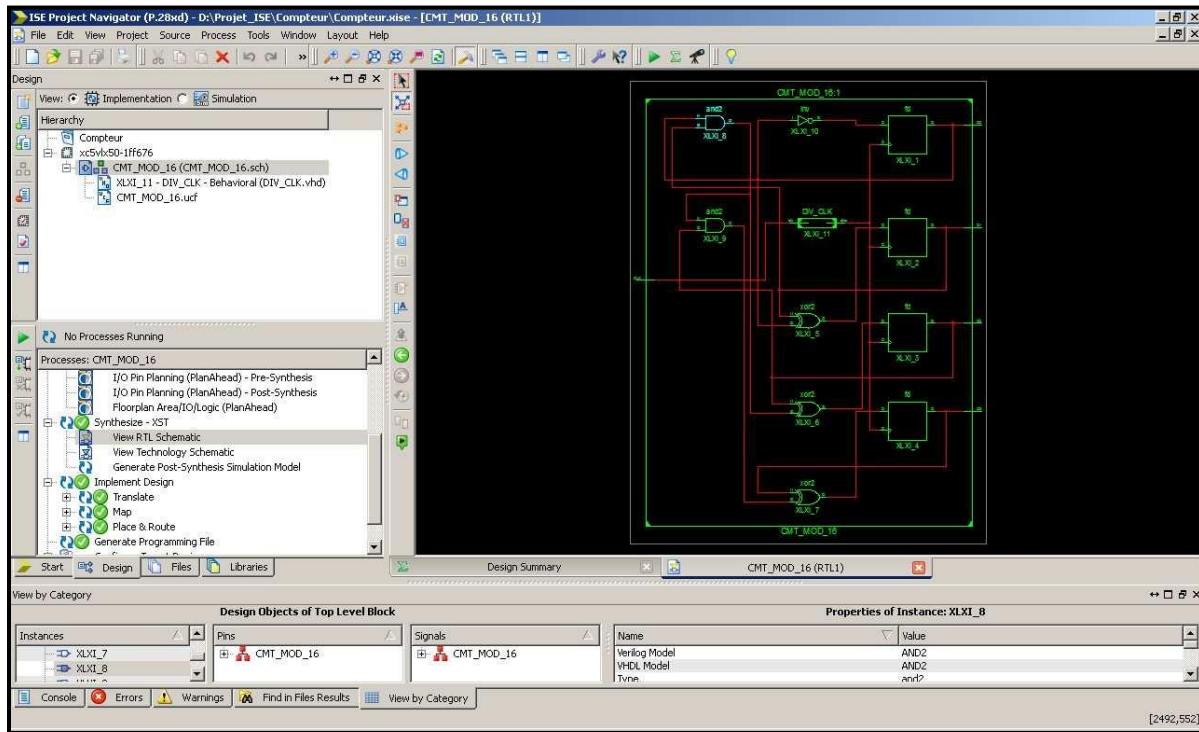 ISE Project Navigator (P.28xd) - D:\Projet_ISE\Compteur\Compteur.xise - [CMT_MOD_16 (RTL1)]
File Edit View Project Source Process Tools Window Layout Help
Design
View: Implementation Simulation
Hierarchy
Compteur
xc5vlx50-1ff676
CMT_MOD_16 (CMT_MOD_16.sch)
XLXI_11 - DIV_CLK - Behavioral (DIV_CLK.vhd)
CMT_MOD_16.ucf
No Processes Running
Processes: CMT_MOD_16
I/O Pin Planning (PlanAhead) - Pre-Synthesis
I/O Pin Planning (PlanAhead) - Post-Synthesis
Floorplan Area/IO/Logic (PlanAhead)
Synthesize - XST
View RTL Schematic
View Technology Schematic
Generate Post-Synthesis Simulation Model
Implement Design
Translate
Map
Place & Route
Generate Programming File
Start Design Files Libraries
CMT_MOD_16:1
and2
XLXI_8
inv
XLXI_10
fd
XLXI_1
and2
XLXI_9
DIV_CLK
XLXI_11
fd
XLXI_2
xor2
XLXI_5
fd
XLXI_3
xor2
XLXI_6
fd
XLXI_4
xor2
XLXI_7
CMT_MOD_16
Design Summary
CMT_MOD_16 (RTL1)
View by Category
Design Objects of Top Level Block
Properties of Instance: XLXI_8
Instances
XLXI_7
XLXI_8
Pins
CMT_MOD_16
Signals
CMT_MOD_16
Name Value
Verilog Model AND2
VHDL Model AND2
Type and2
Console Errors Warnings Find in Files Results View by Category
[2492,552]